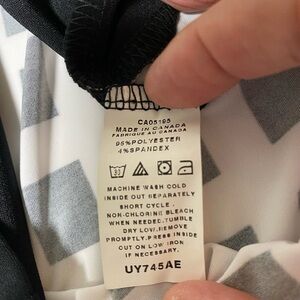 CA05195
MADE IN CANADA
FABRIQUE AU CANADA
96%POLYESTER
4%SPANDEX
30
MACHINE WASH COLD
INSIDE OUT SEPARATELY
SHORT CYCLE.
NON-CHLORINE BLEACH
WHEN NEEDED.TUMBLE
DRY LOW.REMOVE
PROMPTLY.PRESS INSIDE
OUT ON LOW IRON
IF NECESSARY.
UY745AE